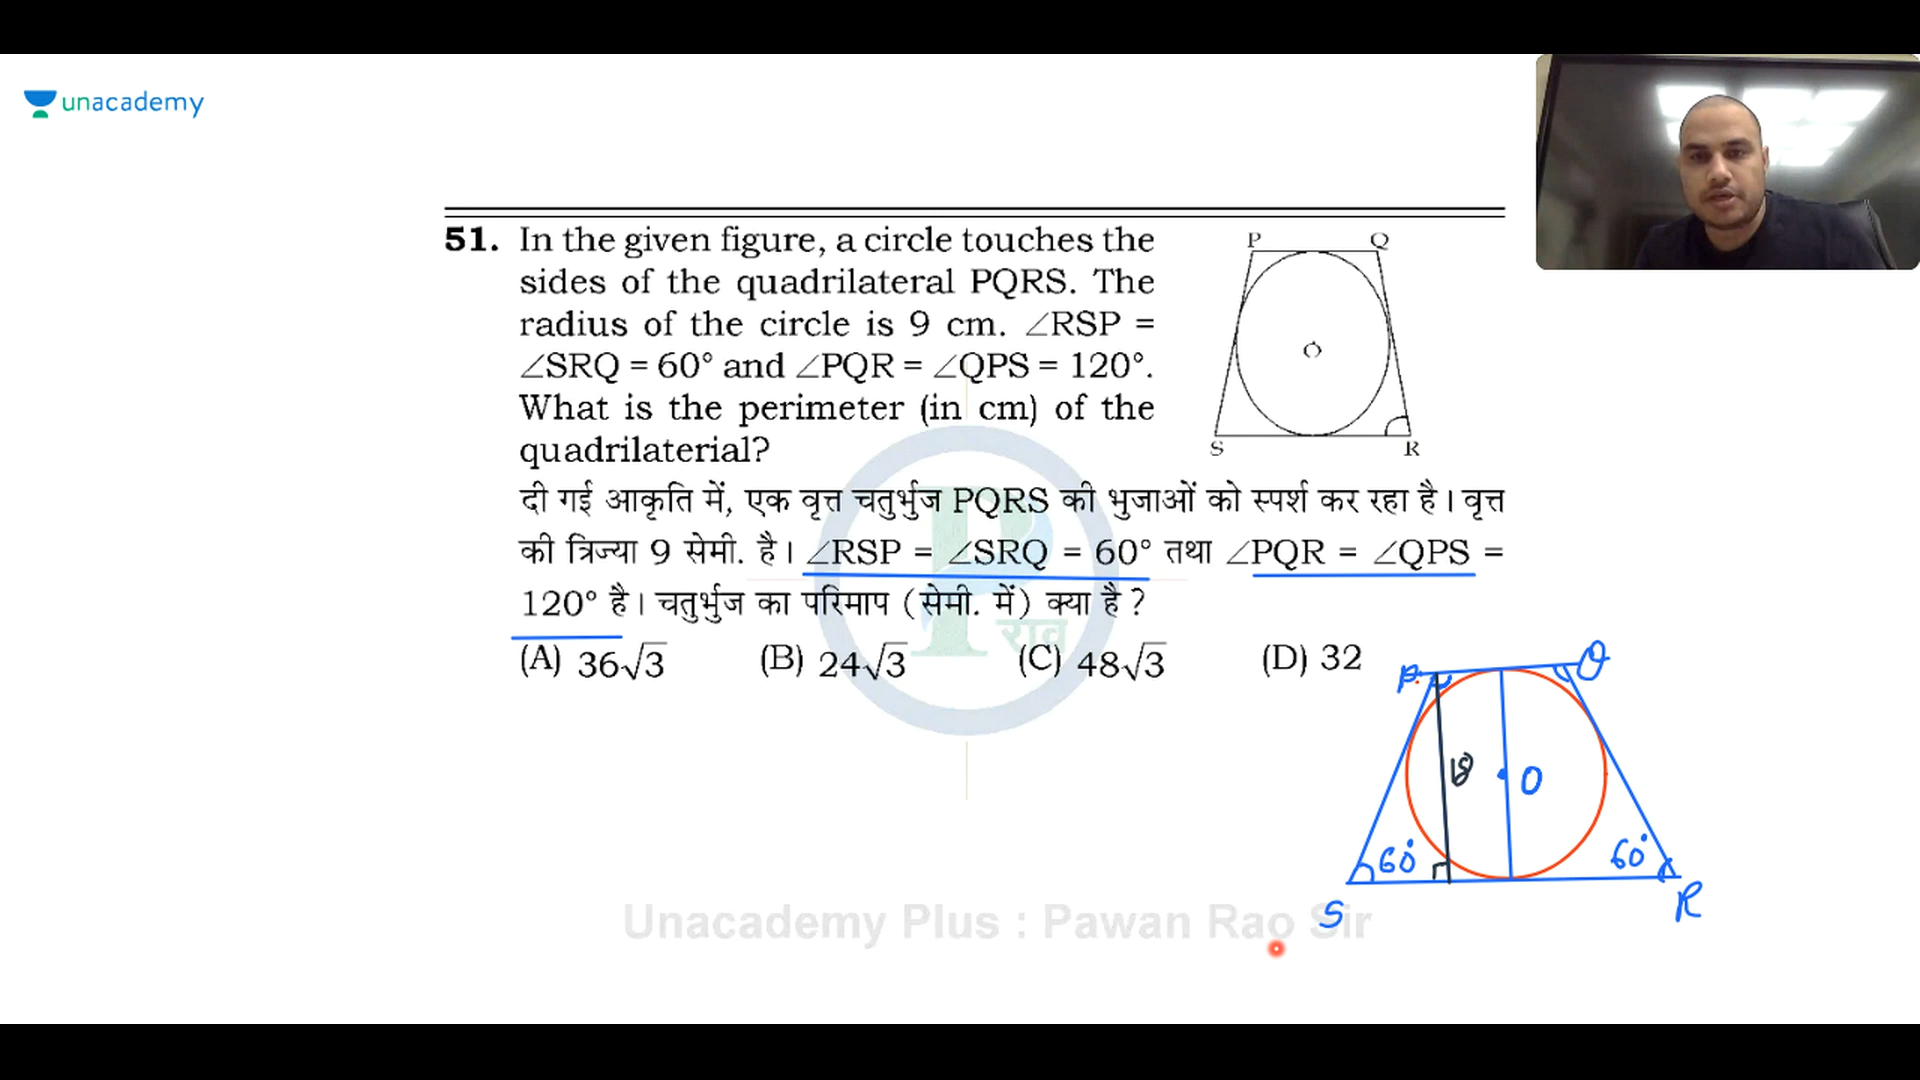 unacademy
51. In the given figure, a circle touches the
sides of the quadrilateral PQRS. The
radius of the circle is 9 cm. ∠RSP =
∠SRQ = 60° and ∠PQR = ∠QPS = 120°.
What is the perimeter (in cm) of the
quadrilaterial?
P Q
O
S R
दी गई आकृति में, एक वृत्त चतुर्भुज PQRS की भुजाओं को स्पर्श कर रहा है। वृत्त
की त्रिज्या 9 सेमी. है। ∠RSP = ∠SRQ = 60° तथा ∠PQR = ∠QPS =
120° है। चतुर्भुज का परिमाप (सेमी. में) क्या है?
राव
(A) 36√3 (B) 24√3 (C) 48√3 (D) 32
P Q
18 O
60° 60°
S R
Unacademy Plus : Pawan Rao Sir